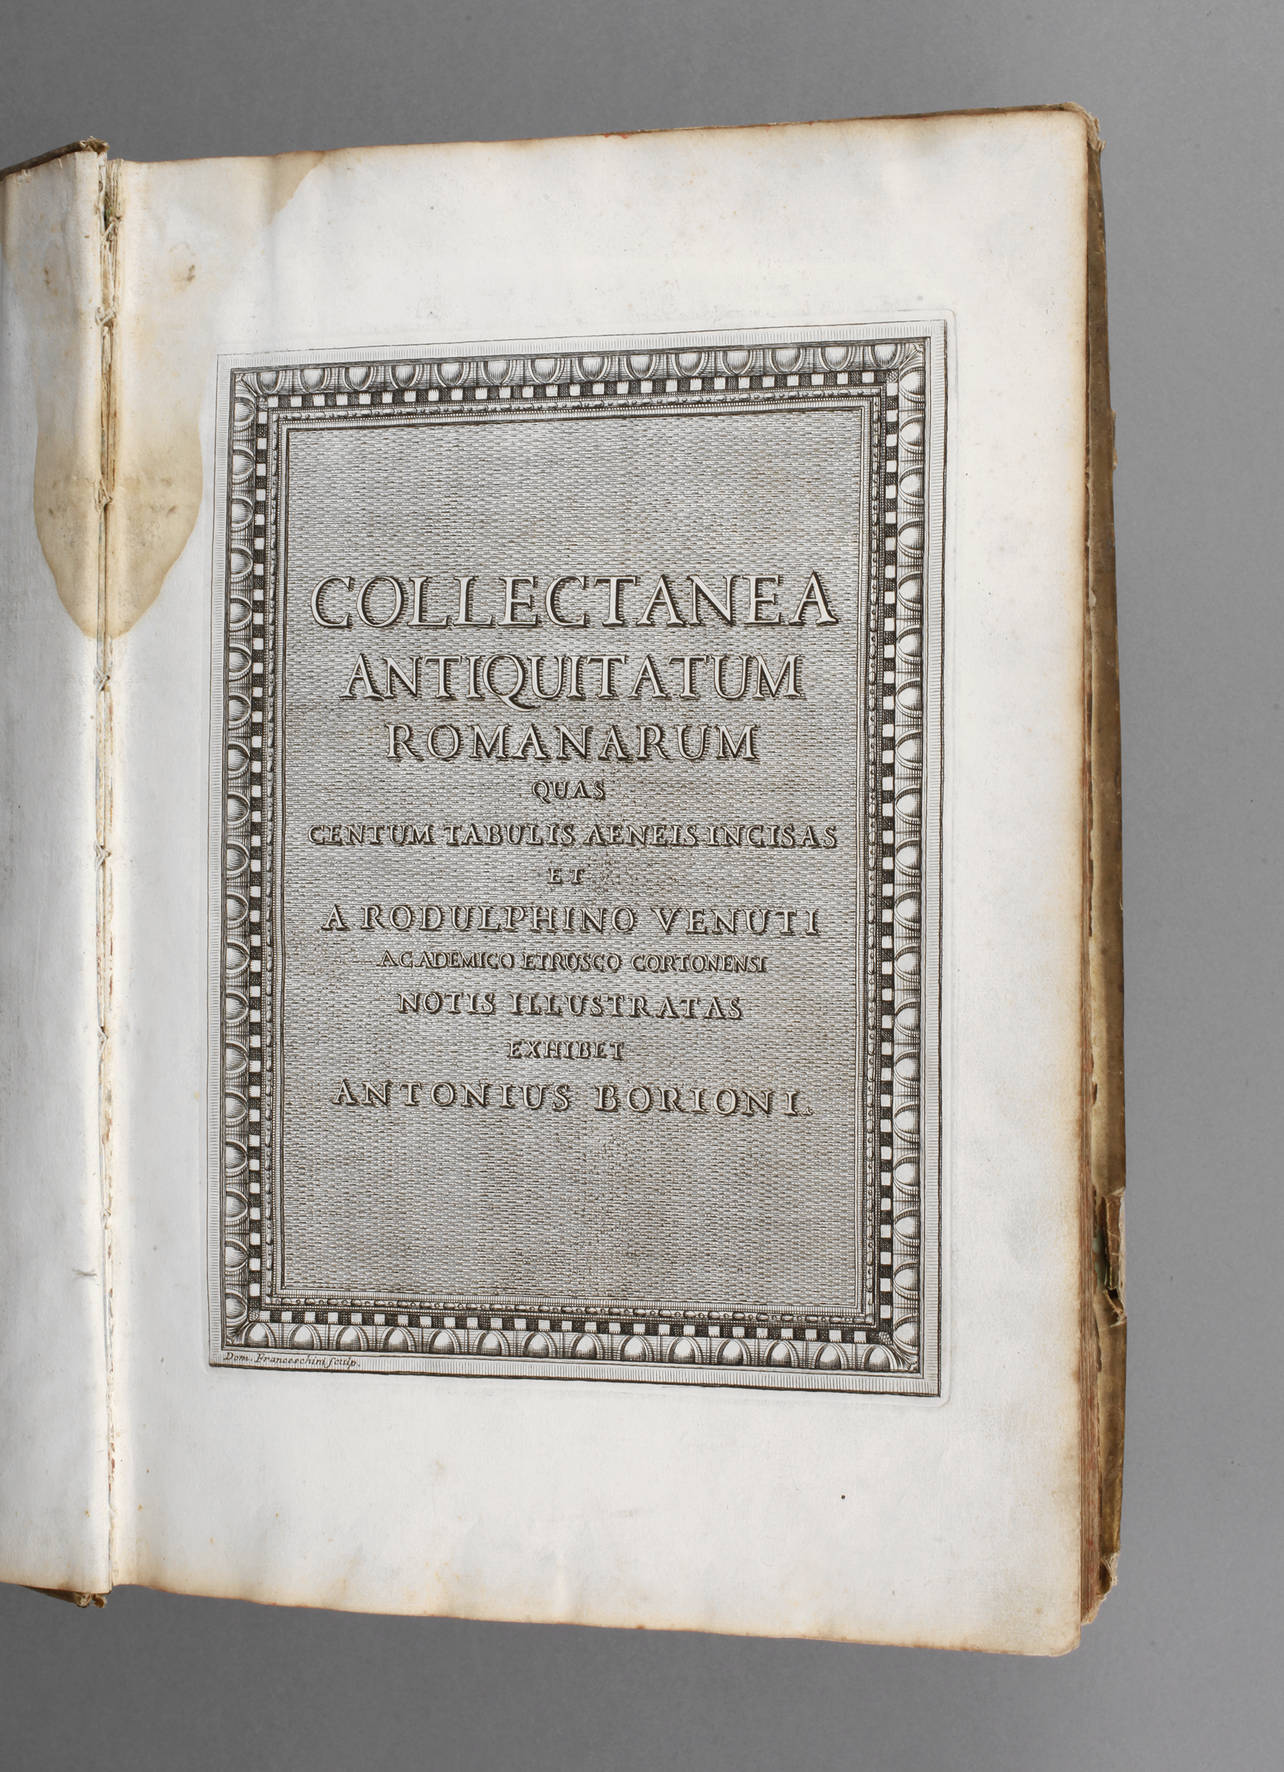 COLLECTANEA
ANTIQUITATUM
ROMANARUM
QUAS
CENTUM TABULIS AENEIS INCISAS
ET
A RODULPHINO VENUTI
ACADEMICO ETRUSCO CORTONENSI
NOTIS ILLUSTRATAS
EXHIBET
ANTONIUS BORIONI.
Dom. Franceschini sculp.